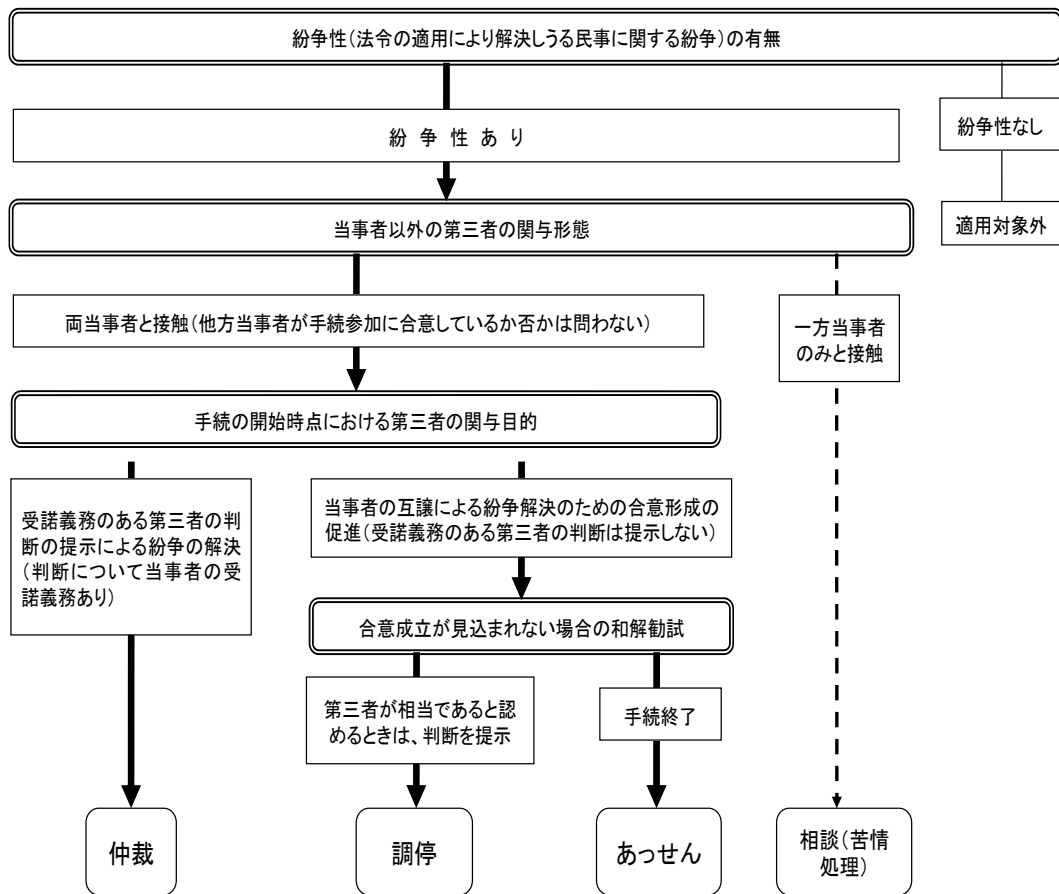 紛争性（法令の適用により解決しうる民事に関する紛争）の有無
紛争性なし
紛 争 性 あ り
適用対象外
当事者以外の第三者の関与形態
両当事者と接触（他方当事者が手続参加に合意しているか否かは問わない）
一方当事者
のみと接触
手続の開始時点における第三者の関与目的
受諾義務のある第三者の判
断の提示による紛争の解決
（判断について当事者の受
諾義務あり）
当事者の互譲による紛争解決のための合意形成の
促進（受諾義務のある第三者の判断は提示しない）
合意成立が見込まれない場合の和解勧試
第三者が相当であると認
めるときは、判断を提示
手続終了
仲裁
調停
あっせん
相談（苦情
処理）